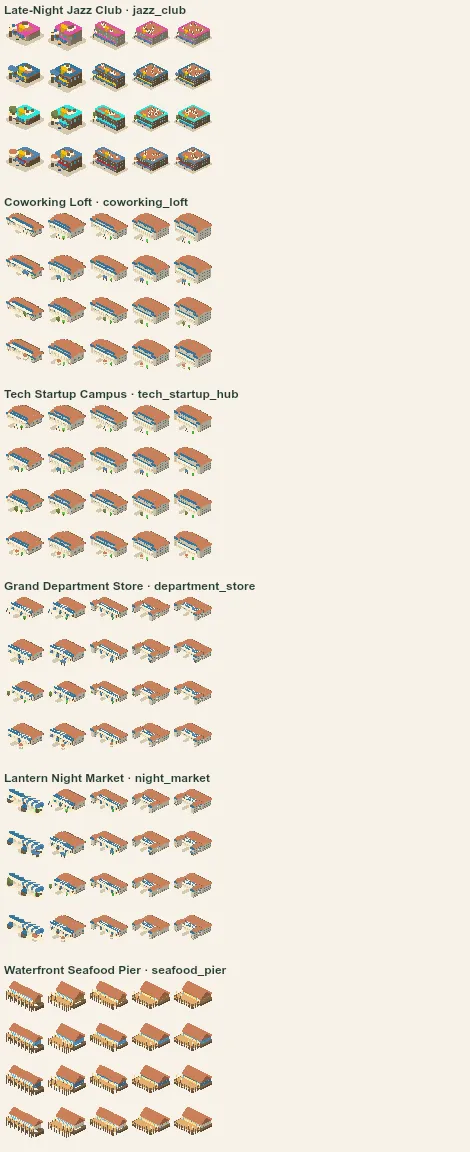 Late-Night Jazz Club · jazz_club
Coworking Loft · coworking_loft
Tech Startup Campus · tech_startup_hub
Grand Department Store · department_store
Lantern Night Market · night_market
Waterfront Seafood Pier · seafood_pier